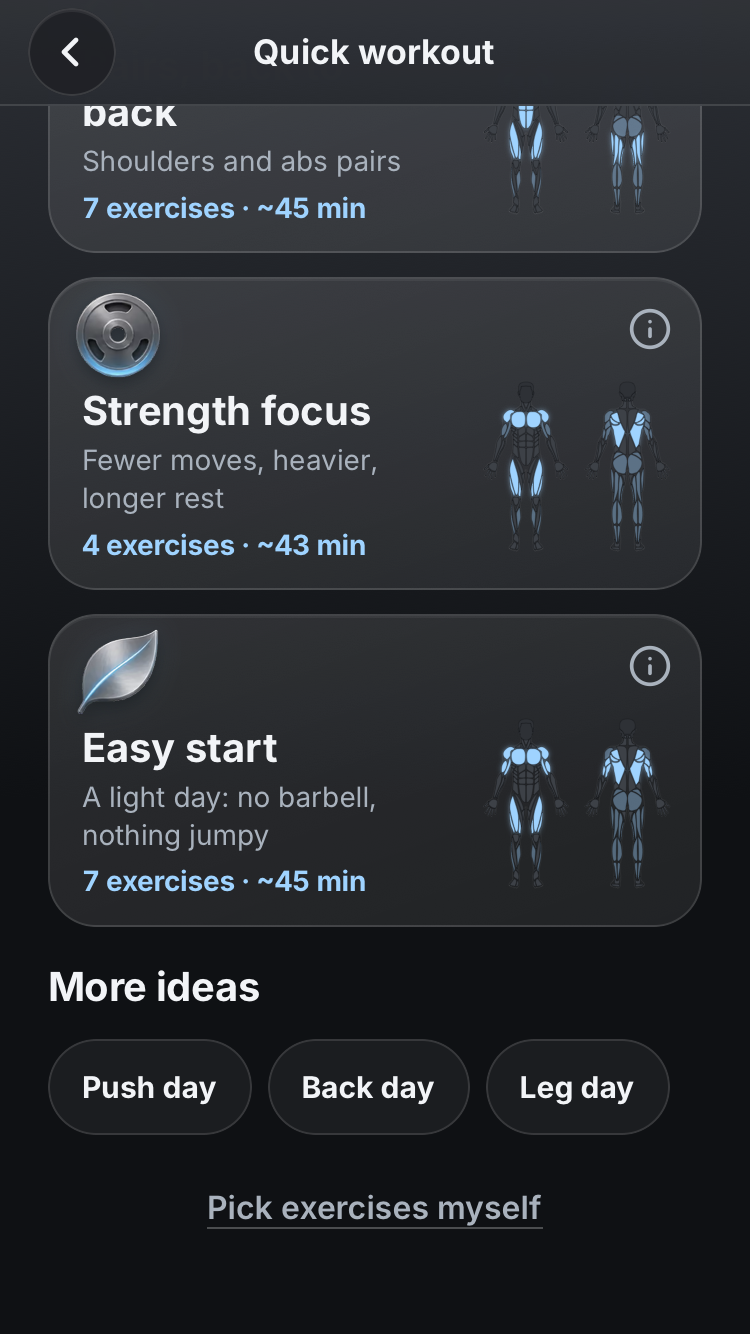 Quick workout
back
Shoulders and abs pairs
7 exercises · ~45 min
Strength focus
Fewer moves, heavier,
longer rest
4 exercises · ~43 min
Easy start
A light day: no barbell,
nothing jumpy
7 exercises · ~45 min
More ideas
Push day
Back day
Leg day
Pick exercises myself